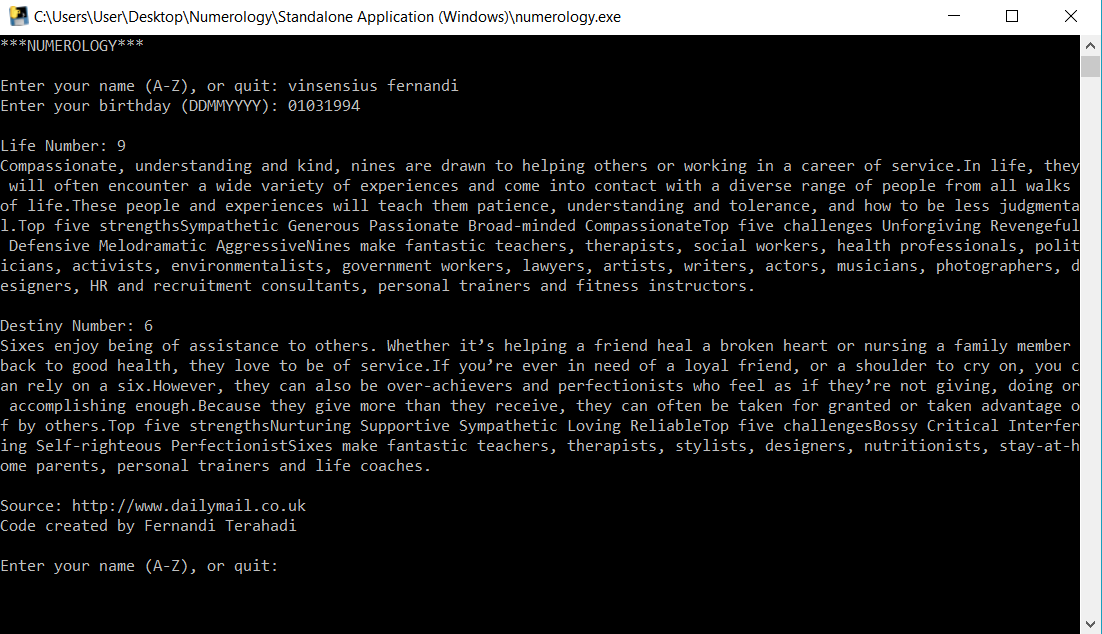 C:\Users\User\Desktop\Numerology\Standalone Application (Windows)\numerology.exe
***NUMEROLOGY***
Enter your name (A-Z), or quit: vinsensius fernandi
Enter your birthday (DDMMYYYY): 01031994
Life Number: 9
Compassionate, understanding and kind, nines are drawn to helping others or working in a career of service.In life, they
 will often encounter a wide variety of experiences and come into contact with a diverse range of people from all walks
of life.These people and experiences will teach them patience, understanding and tolerance, and how to be less judgmenta
l.Top five strengthsSympathetic Generous Passionate Broad-minded CompassionateTop five challenges Unforgiving Revengeful
 Defensive Melodramatic AggressiveNines make fantastic teachers, therapists, social workers, health professionals, polit
icians, activists, environmentalists, government workers, lawyers, artists, writers, actors, musicians, photographers, d
esigners, HR and recruitment consultants, personal trainers and fitness instructors.
Destiny Number: 6
Sixes enjoy being of assistance to others. Whether it’s helping a friend heal a broken heart or nursing a family member
back to good health, they love to be of service.If you’re ever in need of a loyal friend, or a shoulder to cry on, you c
an rely on a six.However, they can also be over-achievers and perfectionists who feel as if they’re not giving, doing or
 accomplishing enough.Because they give more than they receive, they can often be taken for granted or taken advantage o
f by others.Top five strengthsNurturing Supportive Sympathetic Loving ReliableTop five challengesBossy Critical Interfer
ing Self-righteous PerfectionistSixes make fantastic teachers, therapists, stylists, designers, nutritionists, stay-at-h
ome parents, personal trainers and life coaches.
Source: http://www.dailymail.co.uk
Code created by Fernandi Terahadi
Enter your name (A-Z), or quit: